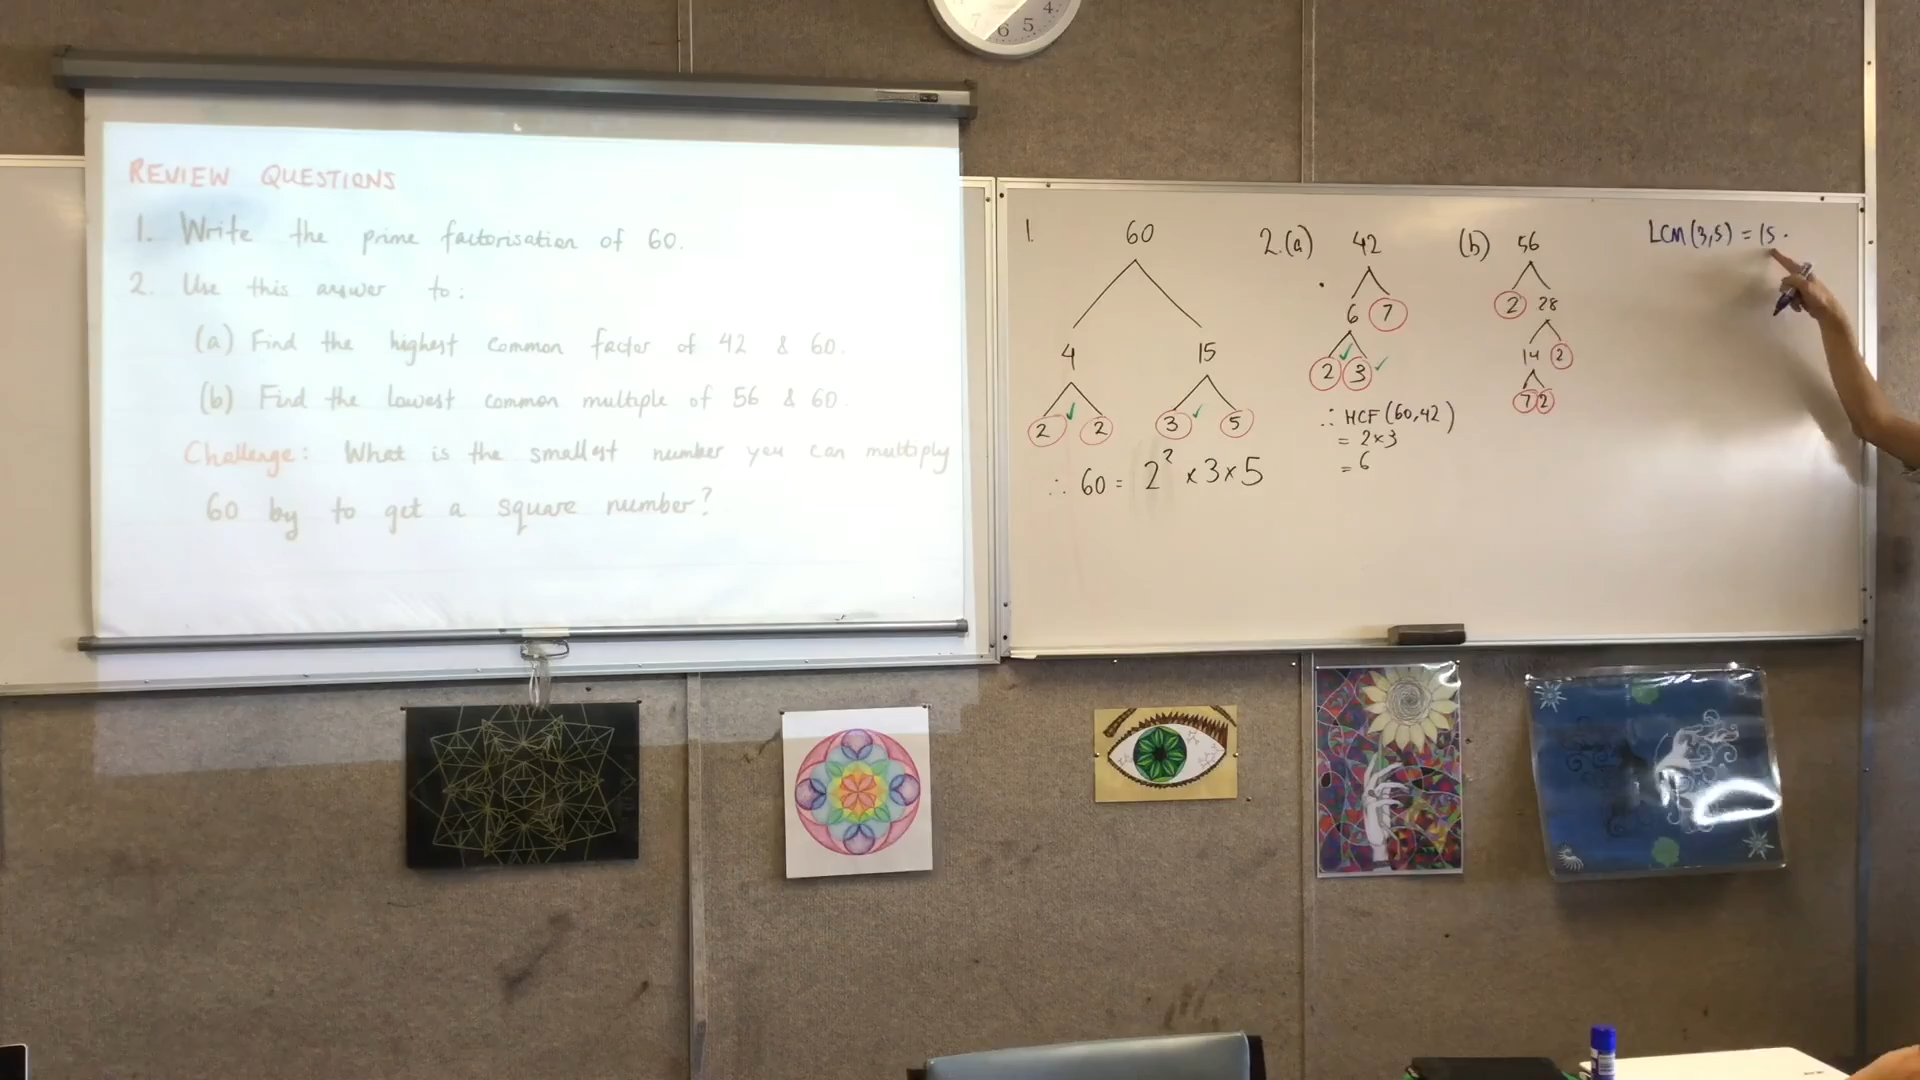 REVIEW QUESTIONS
1. Write the prime factorisation of 60.
2. Use this answer to:
(a) Find the highest common factor of 42 & 60.
(b) Find the lowest common multiple of 56 & 60.
Challenge: What is the smallest number you can multiply
60 by to get a square number?
1.
60
4 15
2 2 3 5
∴ 60 = 2² × 3 × 5
2.(a) 42
6 7
2 3
∴ HCF(60,42)
= 2×3
= 6
(b) 56
2 28
14 2
7 2
LCM(3,5) = 15.
7 6 5 4